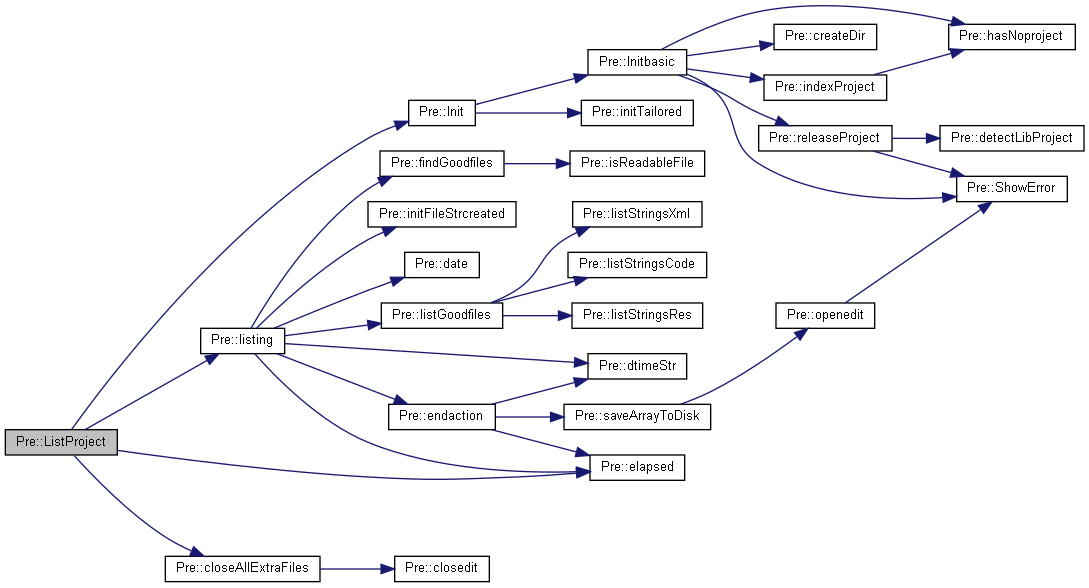 Pre::hasNoproject
Pre::createDir
Pre::Initbasic
Pre::indexProject
Pre::Init
Pre::initTailored
Pre::releaseProject
Pre::detectLibProject
Pre::findGoodfiles
Pre::isReadableFile
Pre::ShowError
Pre::initFileStrcreated
Pre::listStringsXml
Pre::date
Pre::listStringsCode
Pre::listGoodfiles
Pre::listStringsRes
Pre::openedit
Pre::listing
Pre::dtimeStr
Pre::endaction
Pre::saveArrayToDisk
Pre::ListProject
Pre::elapsed
Pre::closeAllExtraFiles
Pre::closedit